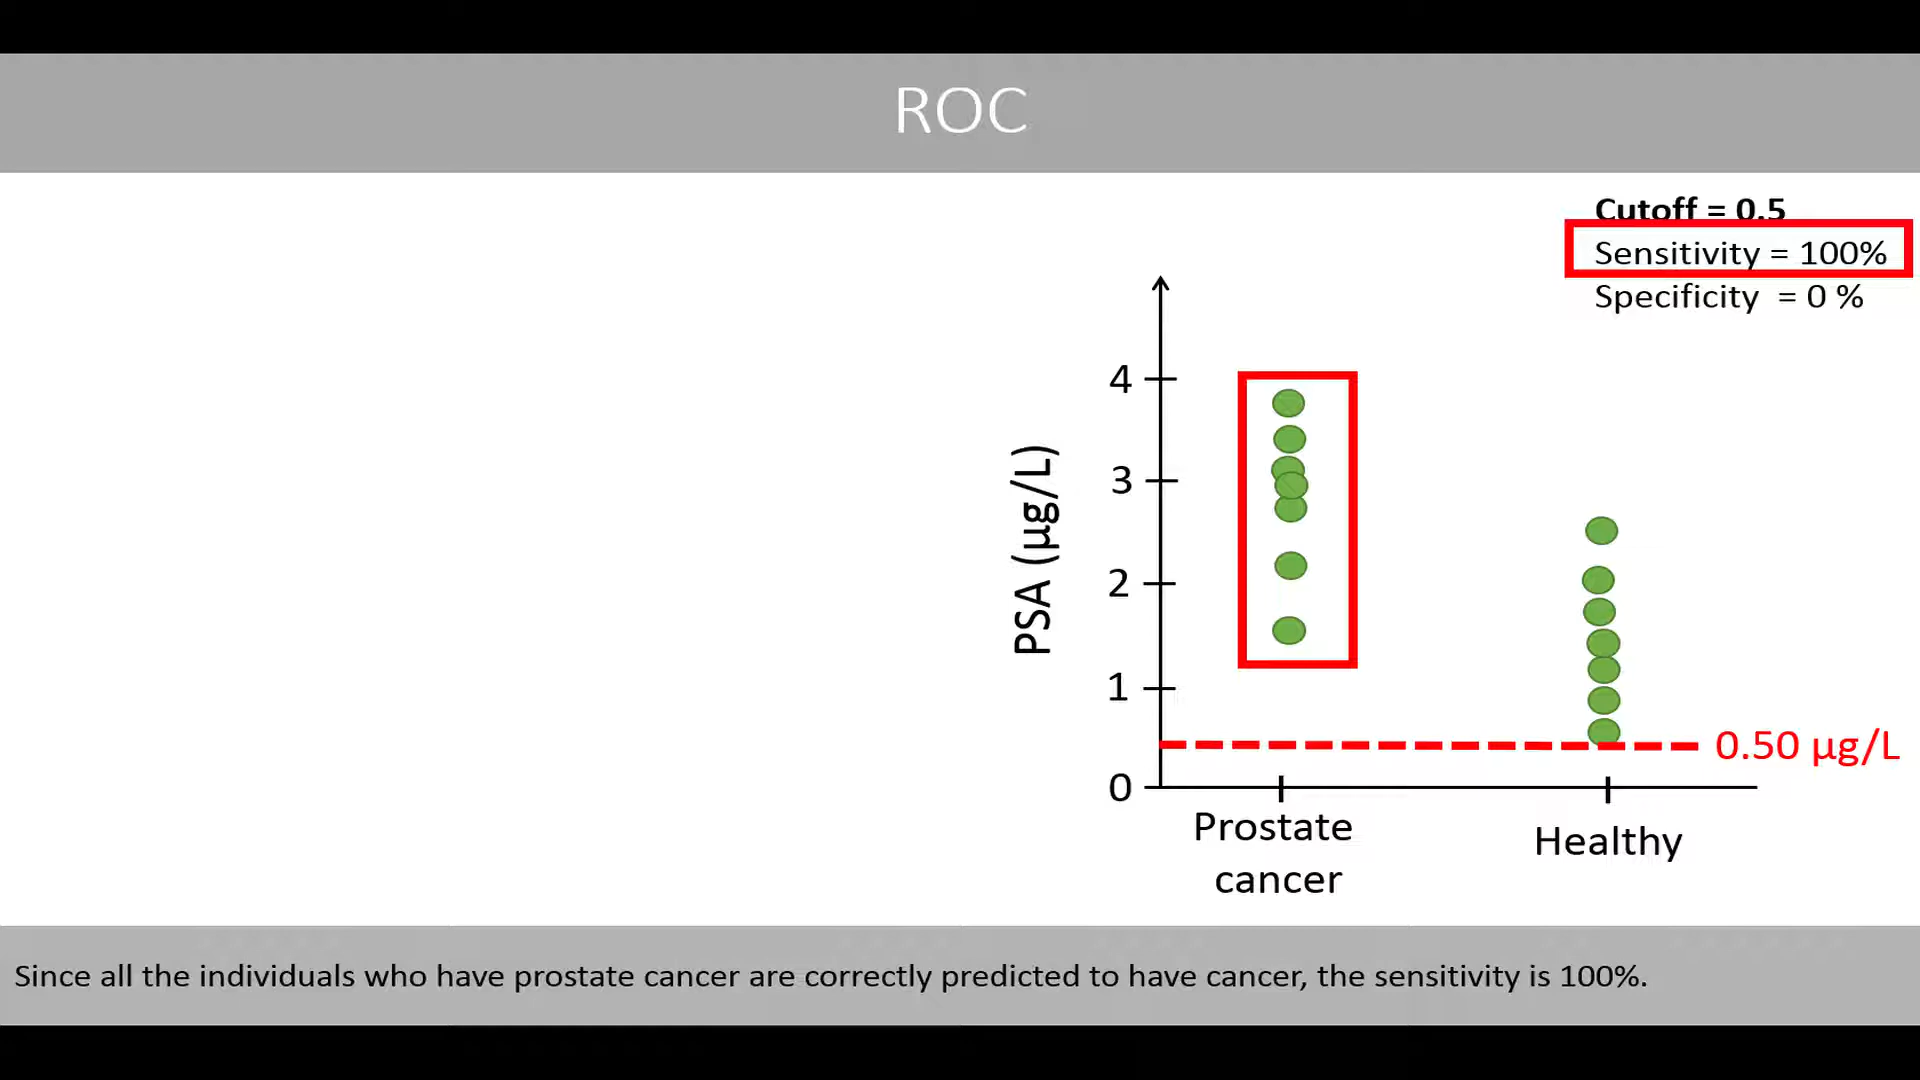 ROC
Cutoff = 0.5
Sensitivity = 100%
Specificity = 0 %
PSA (µg/L)
4
3
2
1
0
0.50 µg/L
Prostate
cancer
Healthy
Since all the individuals who have prostate cancer are correctly predicted to have cancer, the sensitivity is 100%.